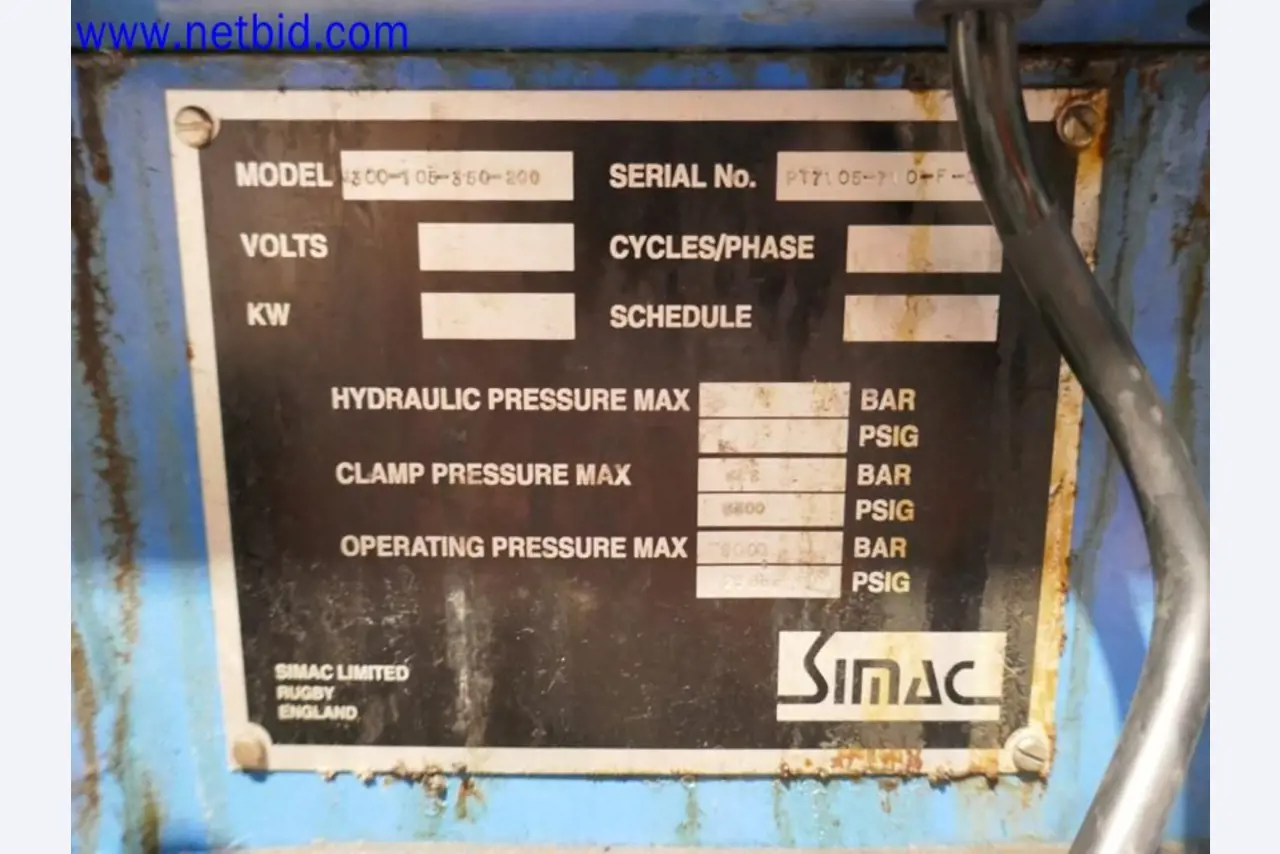 www.netbid.com
MODEL SERIAL No.
VOLTS CYCLES/PHASE
KW SCHEDULE
HYDRAULIC PRESSURE MAX BAR
PSIG
CLAMP PRESSURE MAX BAR
PSIG
OPERATING PRESSURE MAX BAR
PSIG
SIMAC LIMITED
RUGBY
ENGLAND
SIMAC